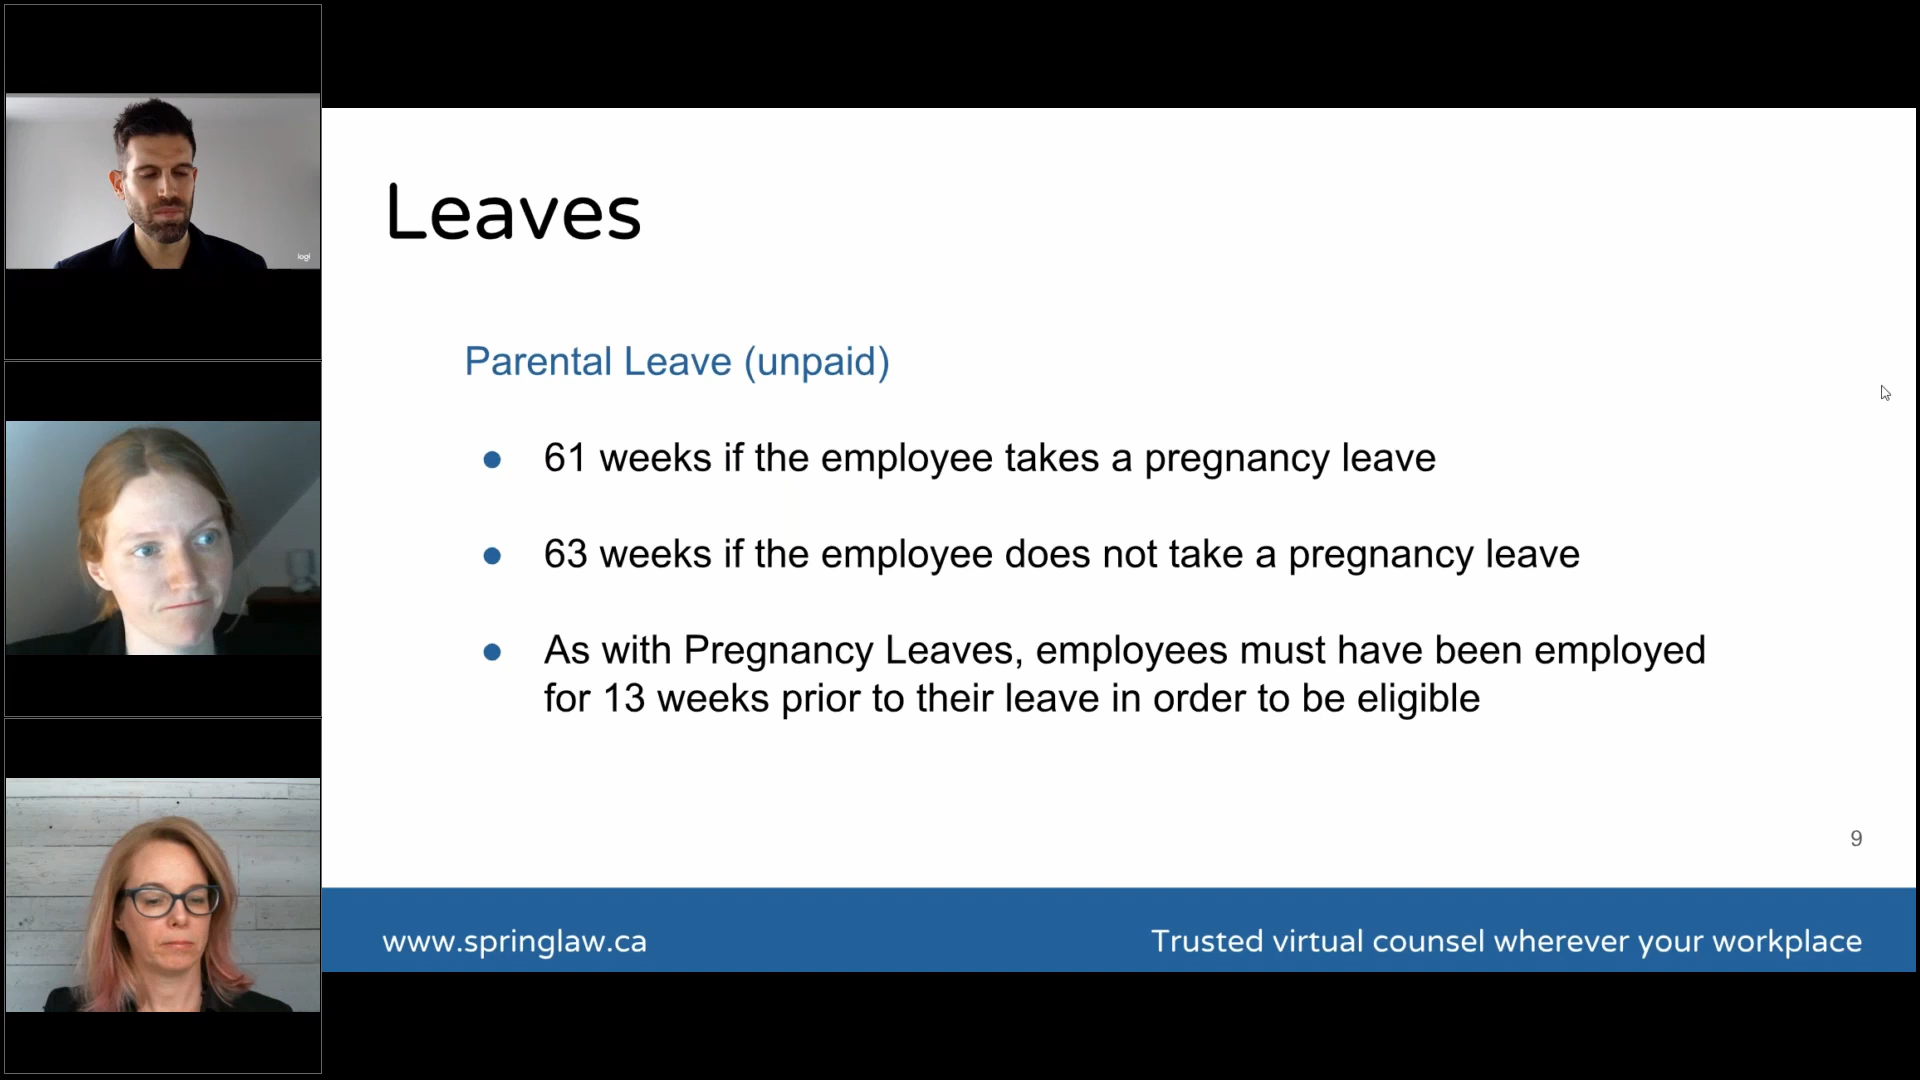 logi
Leaves
Parental Leave (unpaid)
● 61 weeks if the employee takes a pregnancy leave
● 63 weeks if the employee does not take a pregnancy leave
● As with Pregnancy Leaves, employees must have been employed
for 13 weeks prior to their leave in order to be eligible
9
www.springlaw.ca
Trusted virtual counsel wherever your workplace